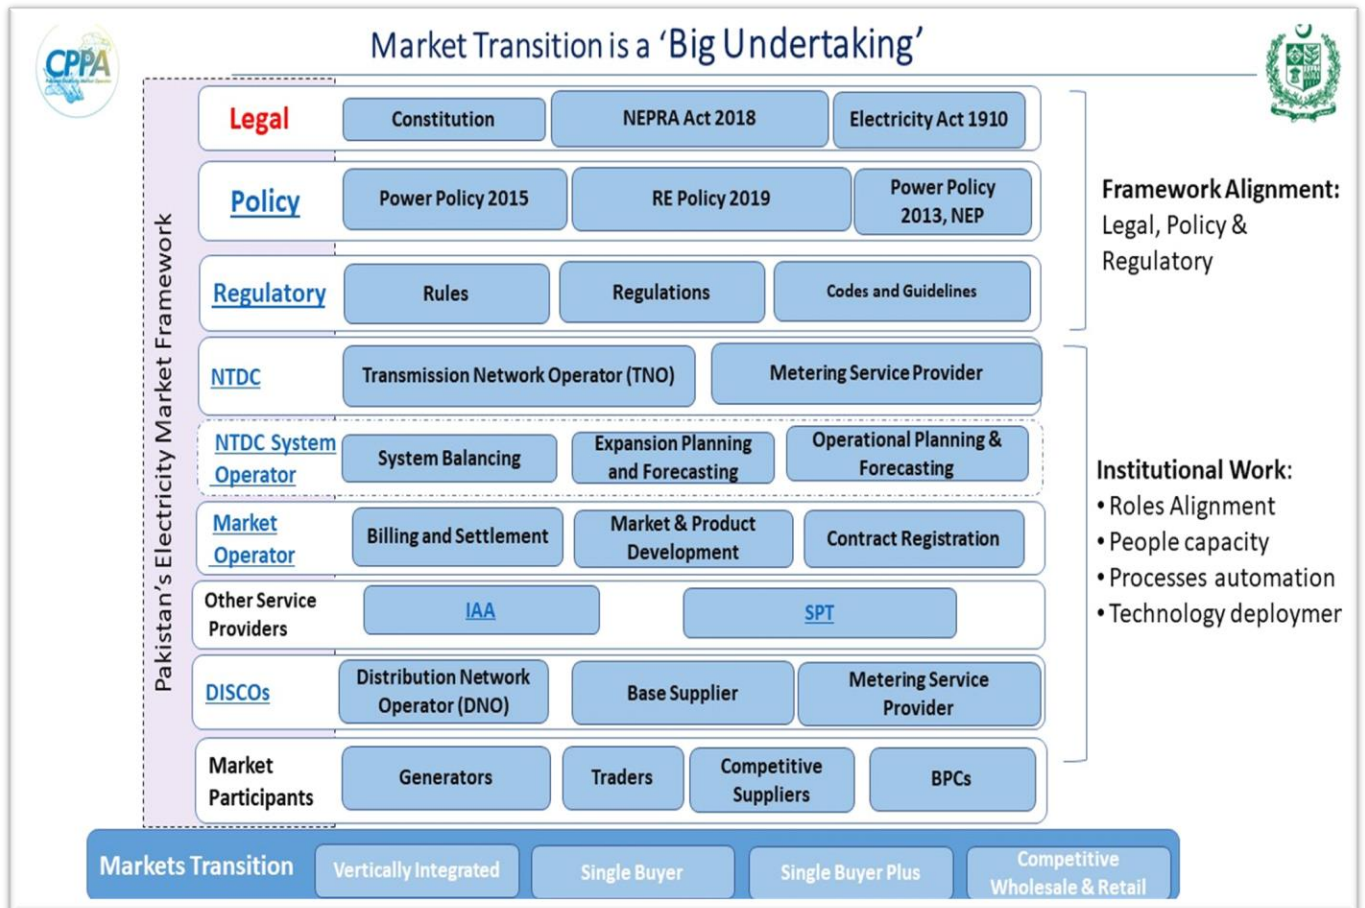 Market Transition is a ‘Big Undertaking’
CPPA
Pakistan's Electricity Market Framework
Legal
Constitution
NEPRA Act 2018
Electricity Act 1910
Policy
Power Policy 2015
RE Policy 2019
Power Policy
2013, NEP
Regulatory
Rules
Regulations
Codes and Guidelines
Framework Alignment:
Legal, Policy &
Regulatory
NTDC
Transmission Network Operator (TNO)
Metering Service Provider
NTDC System
Operator
System Balancing
Expansion Planning
and Forecasting
Operational Planning &
Forecasting
Market
Operator
Billing and Settlement
Market & Product
Development
Contract Registration
Other Service
Providers
IAA
SPT
DISCOs
Distribution Network
Operator (DNO)
Base Supplier
Metering Service
Provider
Market
Participants
Generators
Traders
Competitive
Suppliers
BPCs
Institutional Work:
• Roles Alignment
• People capacity
• Processes automation
• Technology deploymer
Markets Transition
Vertically Integrated
Single Buyer
Single Buyer Plus
Competitive
Wholesale & Retail